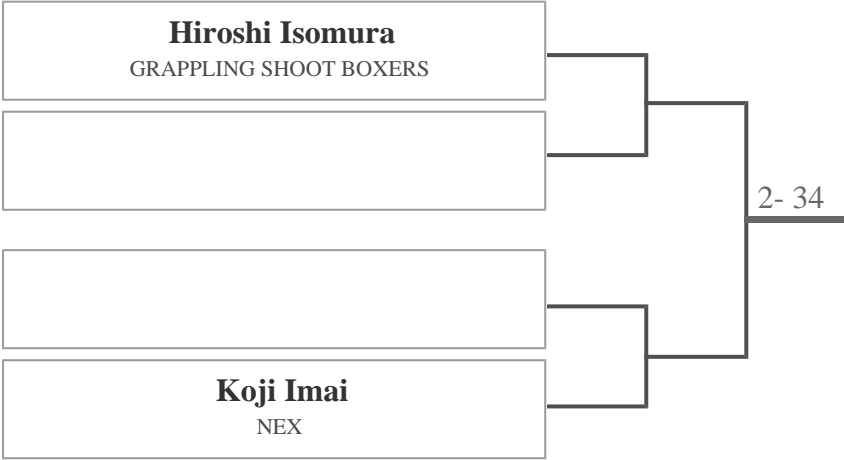 Hiroshi Isomura
GRAPPLING SHOOT BOXERS
2- 34
Koji Imai
NEX